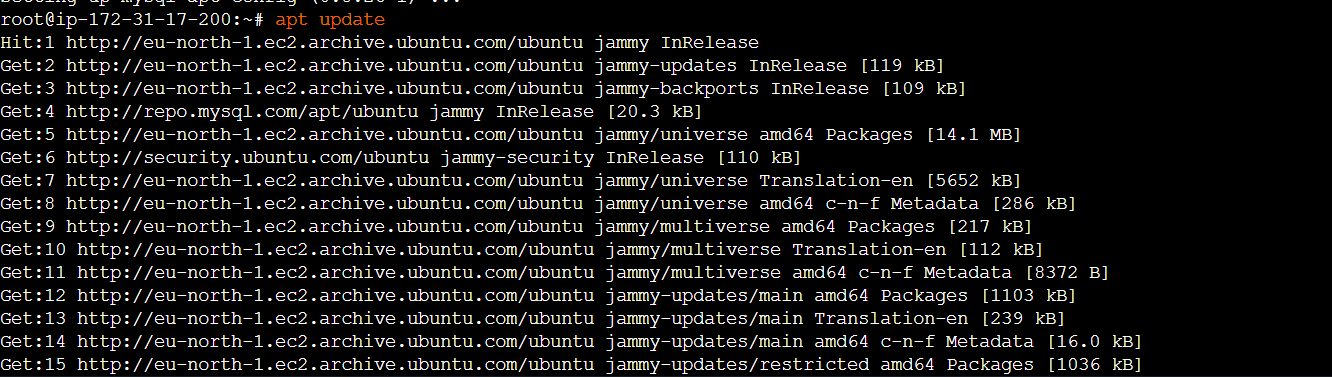 root@ip-172-31-17-200:~# apt update
Hit:1 http://eu-north-1.ec2.archive.ubuntu.com/ubuntu jammy InRelease
Get:2 http://eu-north-1.ec2.archive.ubuntu.com/ubuntu jammy-updates InRelease [119 kB]
Get:3 http://eu-north-1.ec2.archive.ubuntu.com/ubuntu jammy-backports InRelease [109 kB]
Get:4 http://repo.mysql.com/apt/ubuntu jammy InRelease [20.3 kB]
Get:5 http://eu-north-1.ec2.archive.ubuntu.com/ubuntu jammy/universe amd64 Packages [14.1 MB]
Get:6 http://security.ubuntu.com/ubuntu jammy-security InRelease [110 kB]
Get:7 http://eu-north-1.ec2.archive.ubuntu.com/ubuntu jammy/universe Translation-en [5652 kB]
Get:8 http://eu-north-1.ec2.archive.ubuntu.com/ubuntu jammy/universe amd64 c-n-f Metadata [286 kB]
Get:9 http://eu-north-1.ec2.archive.ubuntu.com/ubuntu jammy/multiverse amd64 Packages [217 kB]
Get:10 http://eu-north-1.ec2.archive.ubuntu.com/ubuntu jammy/multiverse Translation-en [112 kB]
Get:11 http://eu-north-1.ec2.archive.ubuntu.com/ubuntu jammy/multiverse amd64 c-n-f Metadata [8372 B]
Get:12 http://eu-north-1.ec2.archive.ubuntu.com/ubuntu jammy-updates/main amd64 Packages [1103 kB]
Get:13 http://eu-north-1.ec2.archive.ubuntu.com/ubuntu jammy-updates/main Translation-en [239 kB]
Get:14 http://eu-north-1.ec2.archive.ubuntu.com/ubuntu jammy-updates/main amd64 c-n-f Metadata [16.0 kB]
Get:15 http://eu-north-1.ec2.archive.ubuntu.com/ubuntu jammy-updates/restricted amd64 Packages [1036 kB]